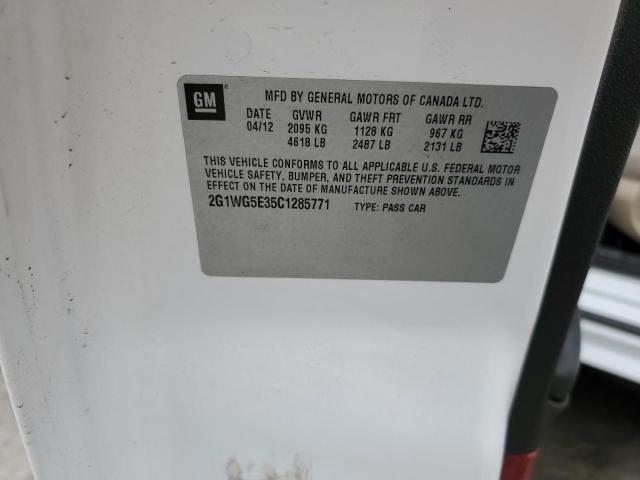 GM
MFD BY GENERAL MOTORS OF CANADA LTD.
DATE GVWR GAWR FRT GAWR RR
04/12 2095 KG 1128 KG 967 KG
4618 LB 2487 LB 2131 LB
THIS VEHICLE CONFORMS TO ALL APPLICABLE U.S. FEDERAL MOTOR
VEHICLE SAFETY, BUMPER, AND THEFT PREVENTION STANDARDS IN
EFFECT ON THE DATE OF MANUFACTURE SHOWN ABOVE.
2G1WG5E35C1285771 TYPE: PASS CAR